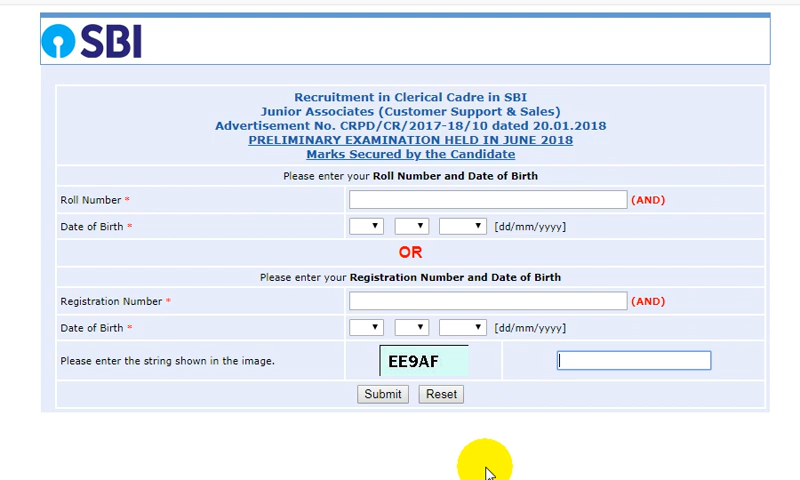 SBI
Recruitment in Clerical Cadre in SBI
Junior Associates (Customer Support & Sales)
Advertisement No. CRPD/CR/2017-18/10 dated 20.01.2018
PRELIMINARY EXAMINATION HELD IN JUNE 2018
Marks Secured by the Candidate
Please enter your Roll Number and Date of Birth
Roll Number * (AND)
Date of Birth * [dd/mm/yyyy]
OR
Please enter your Registration Number and Date of Birth
Registration Number * (AND)
Date of Birth * [dd/mm/yyyy]
Please enter the string shown in the image. EE9AF
Submit Reset